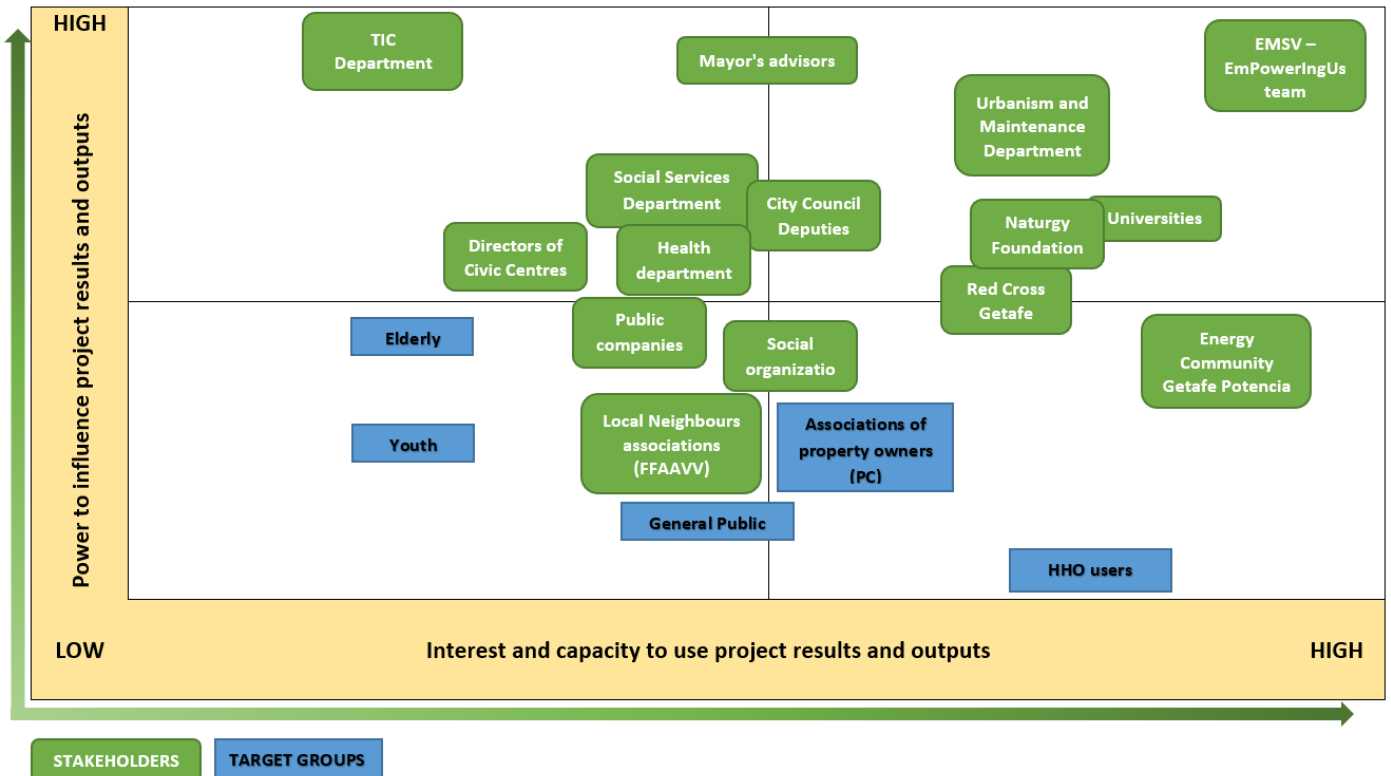 HIGH
Power to influence project results and outputs
TIC
Department
Mayor's advisors
EMSV –
EmPowerIngUs
team
Urbanism and
Maintenance
Department
Social Services
Department
City Council
Deputies
Universities
Naturgy
Foundation
Directors of
Civic Centres
Health
department
Red Cross
Getafe
Public
companies
Elderly
Social
organizatio
Energy
Community
Getafe Potencia
Local Neighbours
associations
(FFAAVV)
Associations of
property owners
(PC)
Youth
General Public
HHO users
LOW
Interest and capacity to use project results and outputs
HIGH
STAKEHOLDERS
TARGET GROUPS